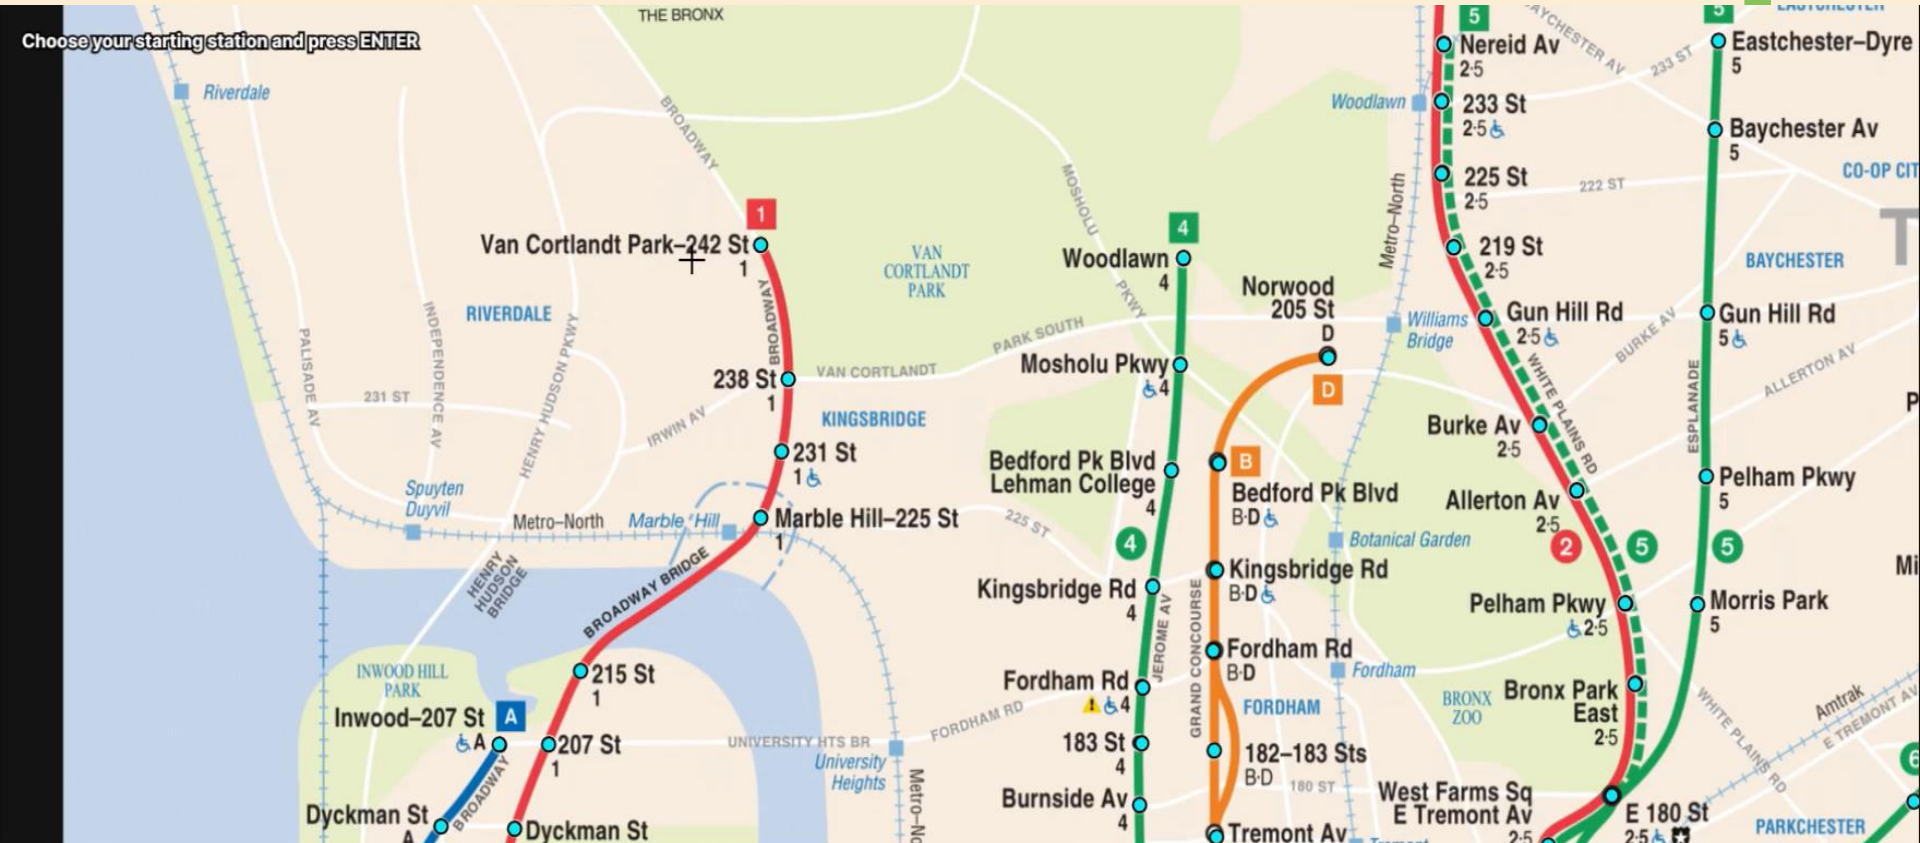 THE BRONX
Choose your starting station and press ENTER
Riverdale
BROADWAY
Van Cortlandt Park–242 St
1
1
BROADWAY
RIVERDALE
PALISADE AV
INDEPENDENCE AV
HENRY HUDSON PKWY
231 ST
IRWIN AV
238 St
1
VAN CORTLANDT
PARK SOUTH
KINGSBRIDGE
231 St
1
Spuyten
Duyvil
Metro–North
Marble Hill
Marble Hill–225 St
1
225 ST
HENRY
HUDSON
BRIDGE
BROADWAY BRIDGE
INWOOD HILL
PARK
215 St
1
Inwood–207 St
A
A
207 St
1
UNIVERSITY HTS BR
FORDHAM RD
University
Heights
Dyckman St
A
BROADWAY
Dyckman St
VAN
CORTLANDT
PARK
MOSHOLU
PKWY
4
Woodlawn
4
Mosholu Pkwy
4
Bedford Pk Blvd
Lehman College
4
4
Kingsbridge Rd
4
JEROME AV
Fordham Rd
4
183 St
4
Burnside Av
4
Norwood
205 St
D
D
B
Bedford Pk Blvd
B·D
Kingsbridge Rd
B·D
GRAND CONCOURSE
Fordham Rd
B·D
FORDHAM
182–183 Sts
B·D
180 ST
Tremont Av
Metro–North
Woodlawn
Williams
Bridge
Botanical Garden
Fordham
BRONX
ZOO
5
Nereid Av
2·5
233 St
2·5
225 St
2·5
219 St
2·5
Gun Hill Rd
2·5
WHITE PLAINS RD
Burke Av
2·5
Allerton Av
2·5
2
5
Pelham Pkwy
2·5
Bronx Park
East
2·5
West Farms Sq
E Tremont Av
2·5
E 180 St
2·5
233 ST
222 ST
BURKE AV
ALLERTON AV
5
Eastchester–Dyre
5
Baychester Av
5
CO-OP CIT
BAYCHESTER
Gun Hill Rd
5
ESPLANADE
Pelham Pkwy
5
5
Morris Park
5
WHITE PLAINS RD
Amtrak
E TREMONT AV
6
PARKCHESTER